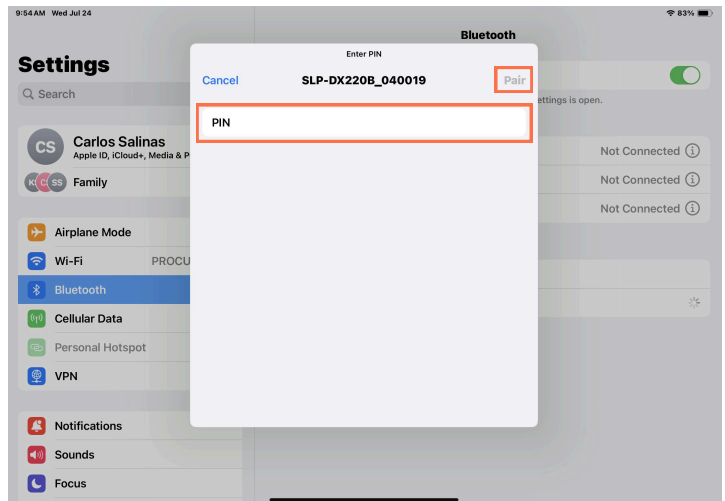 9:54 AM Wed Jul 24
83%
Settings
Search
CS
Carlos Salinas
Apple ID, iCloud+, Media & P
SS
Family
Airplane Mode
Wi-Fi PROCU
Bluetooth
Cellular Data
Personal Hotspot
VPN
Notifications
Sounds
Focus
Enter PIN
Cancel SLP-DX220B_040019 Pair
PIN
Bluetooth
ettings is open.
Not Connected
Not Connected
Not Connected